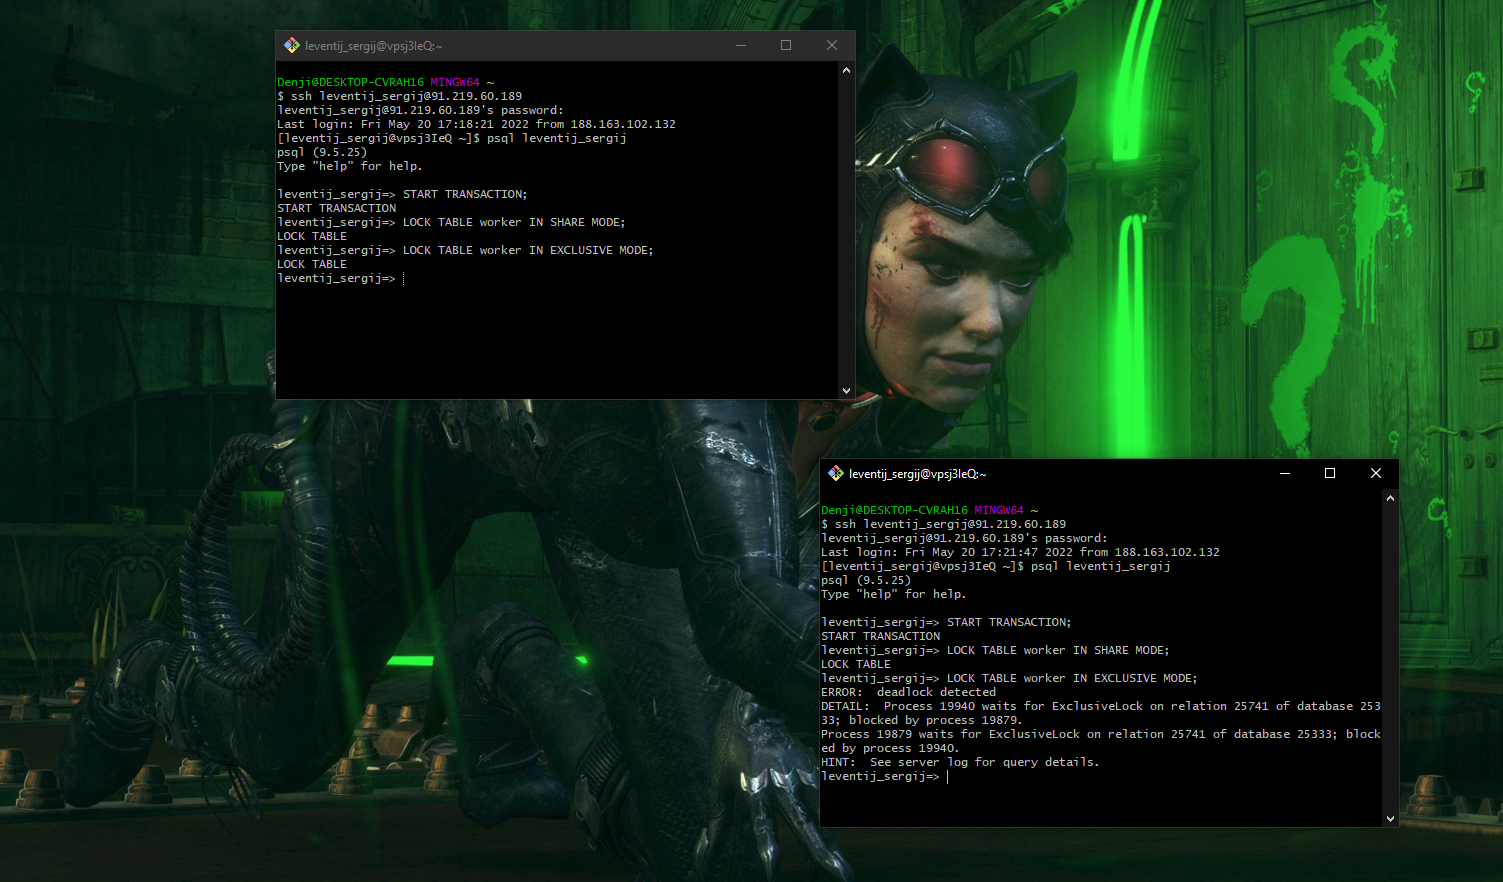 leventij_sergij@vpsj3IeQ:~
Denji@DESKTOP-CVRAH16 MINGW64 ~
$ ssh leventij_sergij@91.219.60.189
leventij_sergij@91.219.60.189's password:
Last login: Fri May 20 17:18:21 2022 from 188.163.102.132
[leventij_sergij@vpsj3IeQ ~]$ psql leventij_sergij
psql (9.5.25)
Type "help" for help.
leventij_sergij=> START TRANSACTION;
START TRANSACTION
leventij_sergij=> LOCK TABLE worker IN SHARE MODE;
LOCK TABLE
leventij_sergij=> LOCK TABLE worker IN EXCLUSIVE MODE;
LOCK TABLE
leventij_sergij=>
leventij_sergij@vpsj3IeQ:~
Denji@DESKTOP-CVRAH16 MINGW64 ~
$ ssh leventij_sergij@91.219.60.189
leventij_sergij@91.219.60.189's password:
Last login: Fri May 20 17:21:47 2022 from 188.163.102.132
[leventij_sergij@vpsj3IeQ ~]$ psql leventij_sergij
psql (9.5.25)
Type "help" for help.
leventij_sergij=> START TRANSACTION;
START TRANSACTION
leventij_sergij=> LOCK TABLE worker IN SHARE MODE;
LOCK TABLE
leventij_sergij=> LOCK TABLE worker IN EXCLUSIVE MODE;
ERROR:  deadlock detected
DETAIL:  Process 19940 waits for ExclusiveLock on relation 25741 of database 253
33; blocked by process 19879.
Process 19879 waits for ExclusiveLock on relation 25741 of database 25333; block
ed by process 19940.
HINT:  See server log for query details.
leventij_sergij=>
? ? ? ? ?